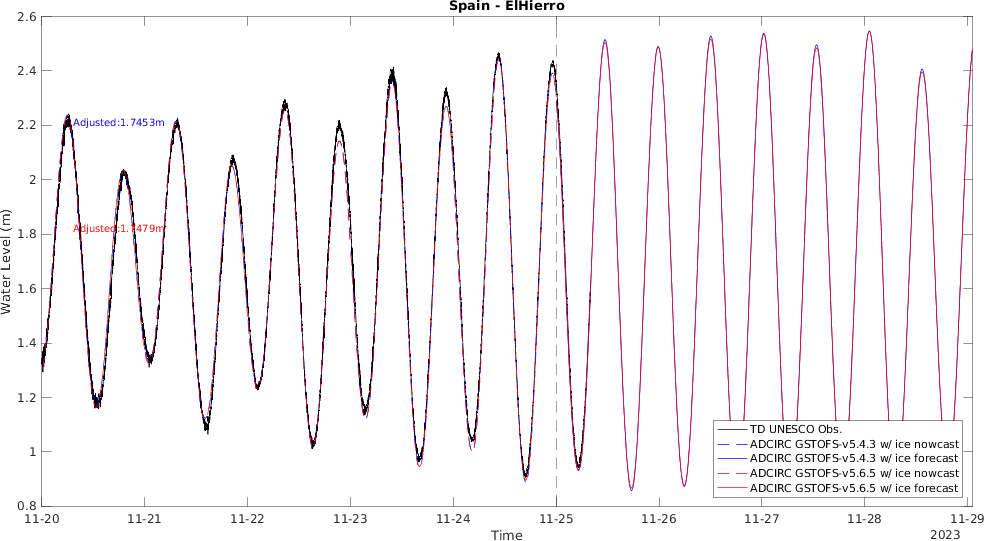 Spain - ElHierro
2.6
2.4
2.2
2
1.8
1.6
1.4
1.2
1
0.8
Water Level (m)
Adjusted:1.7453m
Adjusted:1.7479m
TD UNESCO Obs.
ADCIRC GSTOFS-v5.4.3 w/ ice nowcast
ADCIRC GSTOFS-v5.4.3 w/ ice forecast
ADCIRC GSTOFS-v5.6.5 w/ ice nowcast
ADCIRC GSTOFS-v5.6.5 w/ ice forecast
11-20 11-21 11-22 11-23 11-24 11-25 11-26 11-27 11-28 11-29
Time
2023